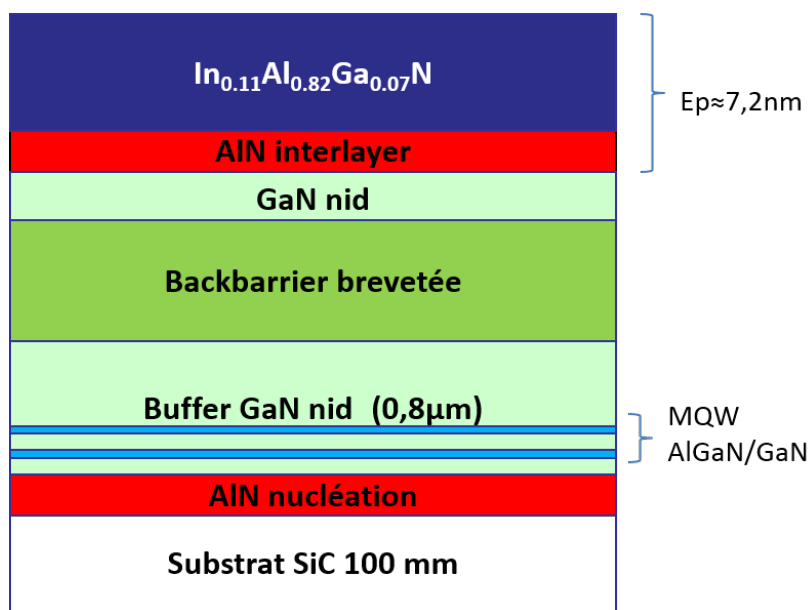 In0.11Al0.82Ga0.07N
Ep≈7,2nm
AlN interlayer
GaN nid
Backbarrier brevetée
Buffer GaN nid (0,8µm)
MQW
AlGaN/GaN
AlN nucléation
Substrat SiC 100 mm